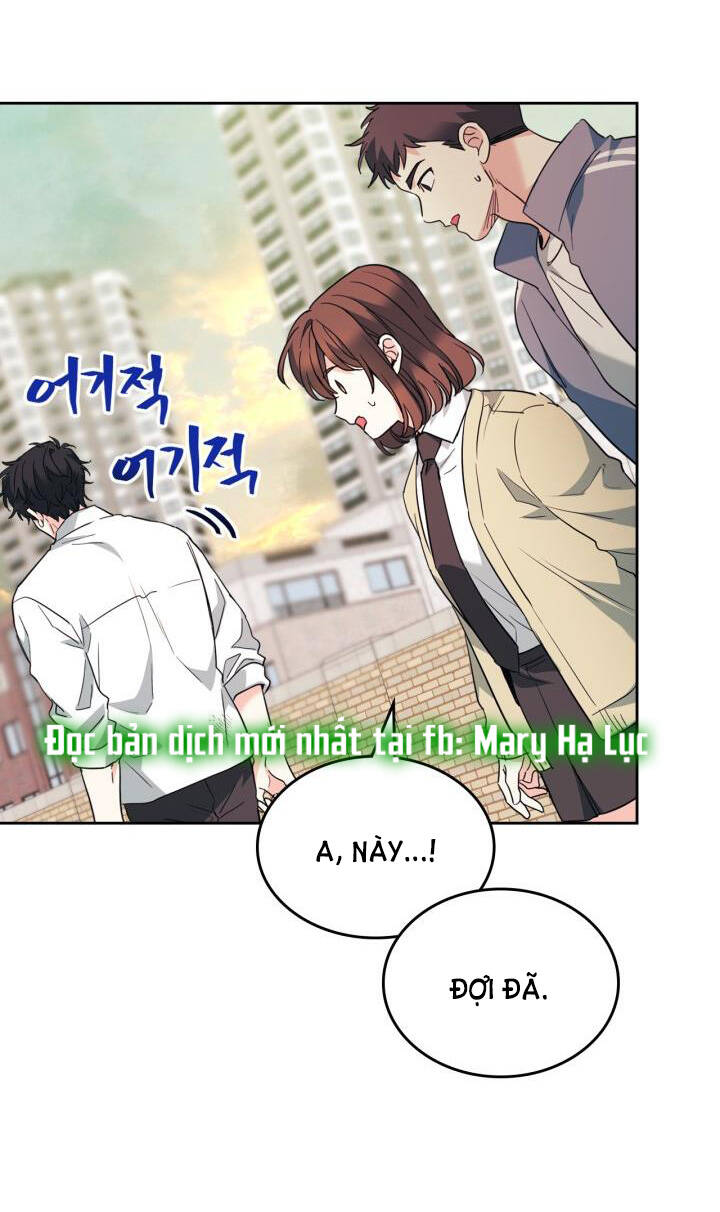 어기적
어기적
Đọc bản dịch mới nhất tại fb: Mary Hạ Lục
A, NÀY...!
ĐỢI ĐÃ.